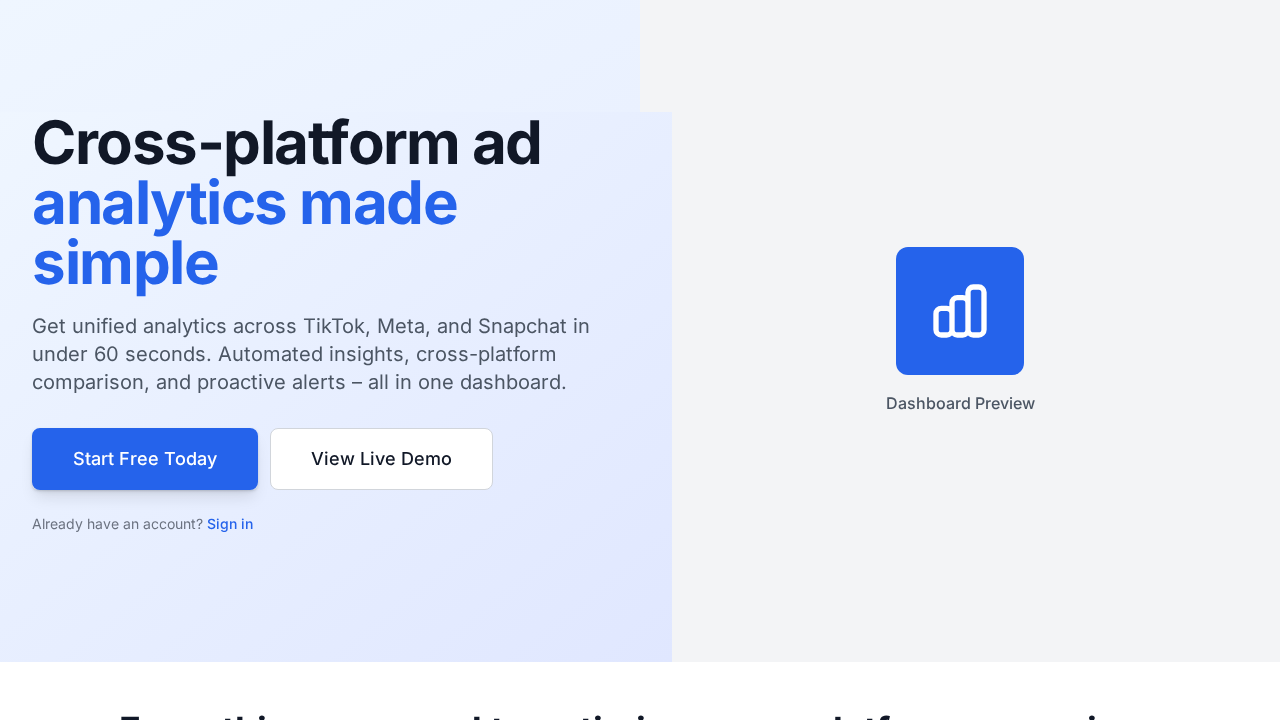 Cross-platform ad
analytics made
simple
Get unified analytics across TikTok, Meta, and Snapchat in
under 60 seconds. Automated insights, cross-platform
comparison, and proactive alerts – all in one dashboard.
Start Free Today
View Live Demo
Already have an account? Sign in
Dashboard Preview